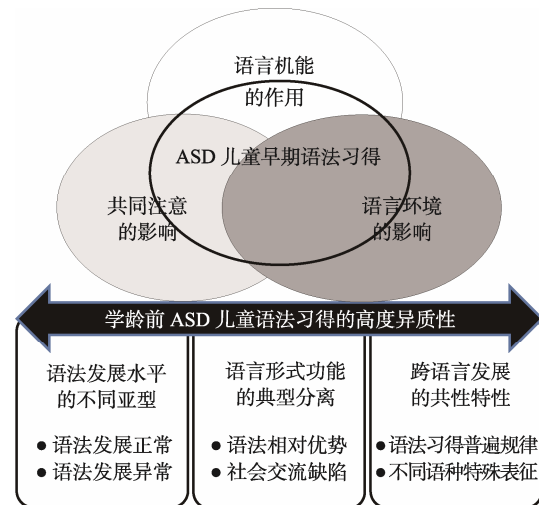 语言机能
的作用
ASD 儿童早期语法习得
共同注意
的影响
语言环境
的影响
学龄前 ASD 儿童语法习得的高度异质性
语法发展水平
的不同亚型
● 语法发展正常
● 语法发展异常
语言形式功能
的典型分离
● 语法相对优势
● 社会交流缺陷
跨语言发展
的共性特性
● 语法习得普遍规律
● 不同语种特殊表征